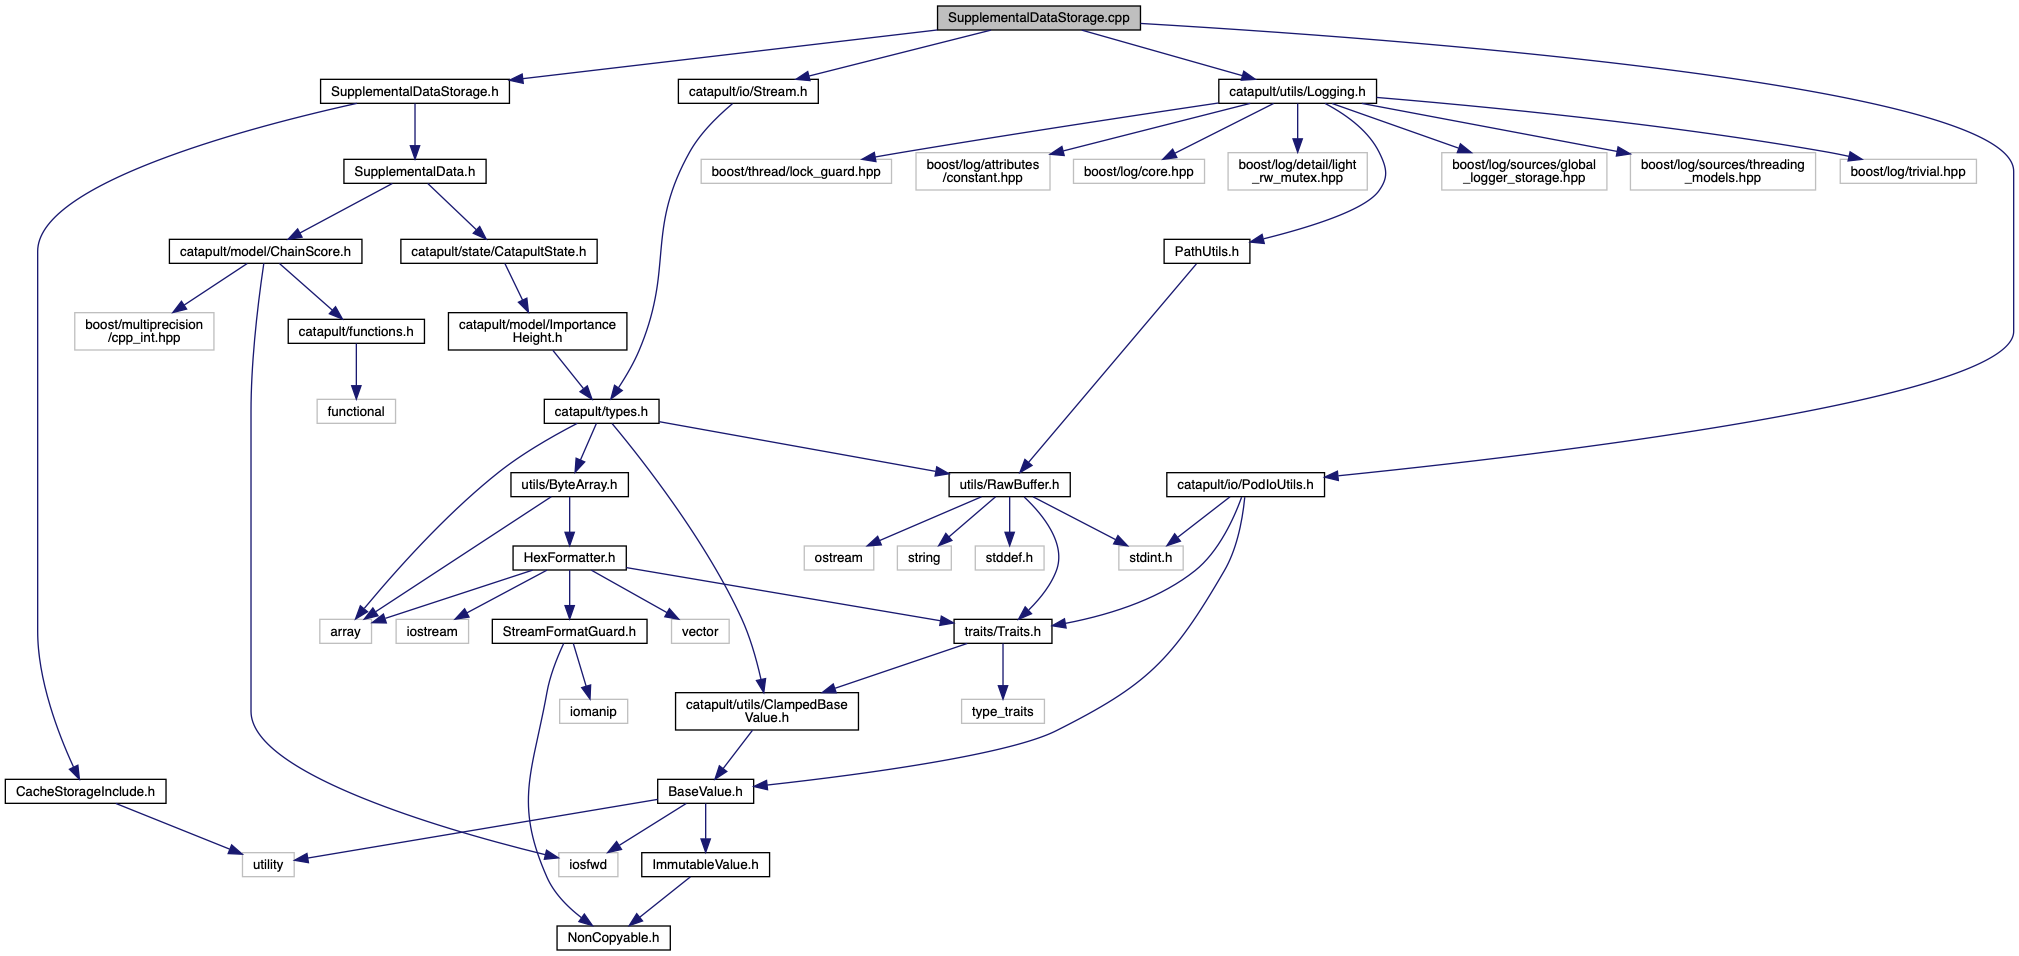 SupplementalDataStorage.cpp
SupplementalDataStorage.h
catapult/io/Stream.h
catapult/utils/Logging.h
boost/thread/lock_guard.hpp
boost/log/attributes
/constant.hpp
boost/log/core.hpp
boost/log/detail/light
_rw_mutex.hpp
boost/log/sources/global
_logger_storage.hpp
boost/log/sources/threading
_models.hpp
boost/log/trivial.hpp
SupplementalData.h
catapult/model/ChainScore.h
catapult/state/CatapultState.h
PathUtils.h
boost/multiprecision
/cpp_int.hpp
catapult/functions.h
catapult/model/Importance
Height.h
functional
catapult/types.h
utils/ByteArray.h
utils/RawBuffer.h
catapult/io/PodIoUtils.h
HexFormatter.h
ostream
string
stddef.h
stdint.h
array
iostream
StreamFormatGuard.h
vector
traits/Traits.h
iomanip
catapult/utils/ClampedBase
Value.h
type_traits
CacheStorageInclude.h
BaseValue.h
utility
iosfwd
ImmutableValue.h
NonCopyable.h